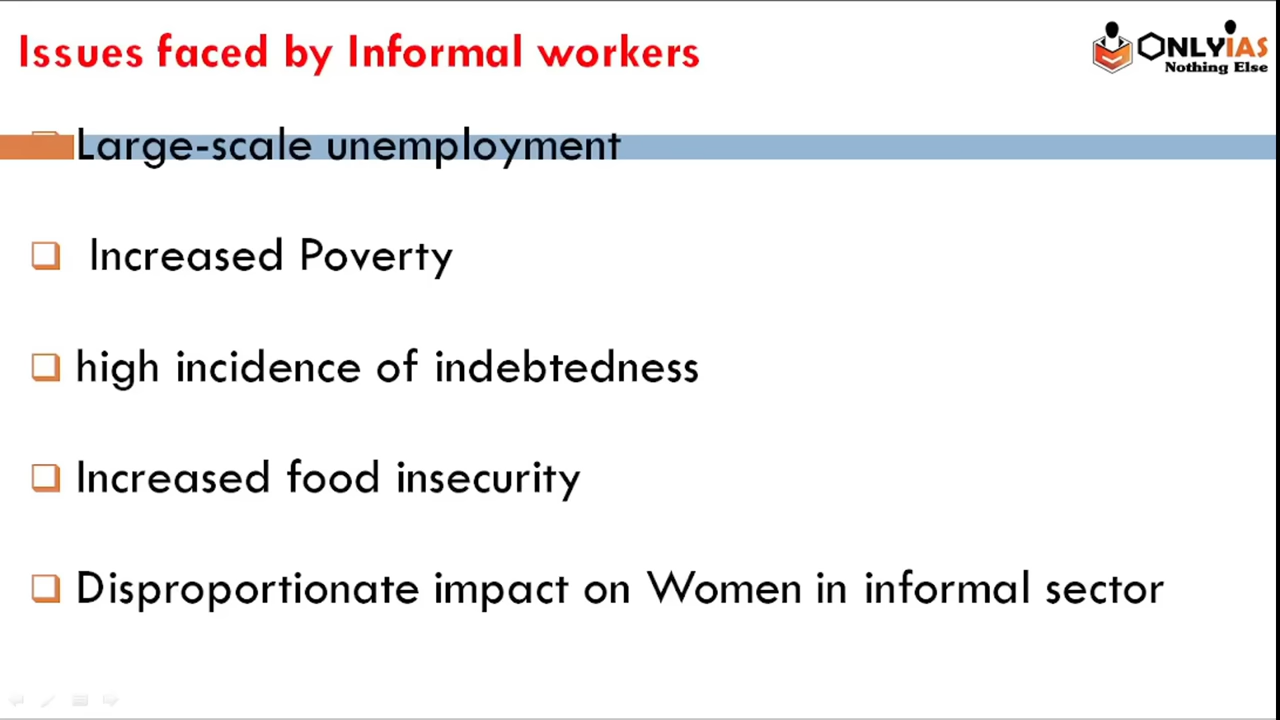 Issues faced by Informal workers
ONLYIAS
Nothing Else
Large-scale unemployment
Increased Poverty
high incidence of indebtedness
Increased food insecurity
Disproportionate impact on Women in informal sector